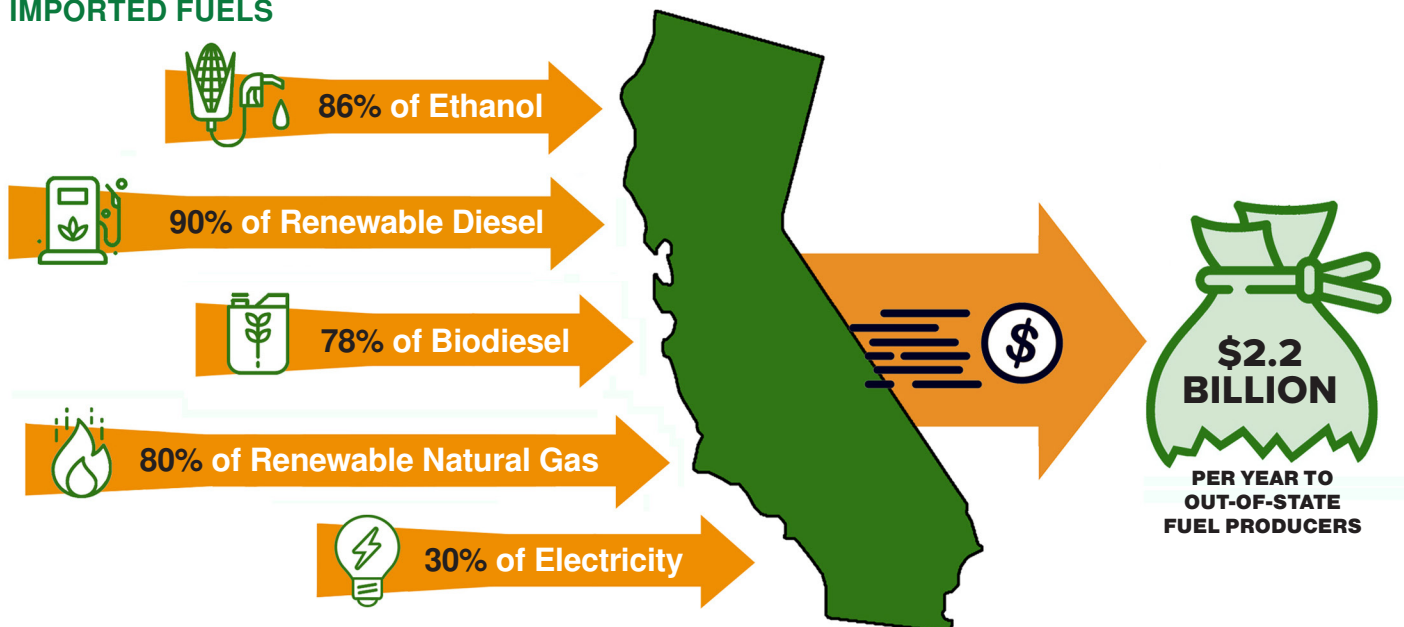 IMPORTED FUELS
86% of Ethanol
90% of Renewable Diesel
78% of Biodiesel
80% of Renewable Natural Gas
30% of Electricity
$
$2.2
BILLION
PER YEAR TO
OUT-OF-STATE
FUEL PRODUCERS